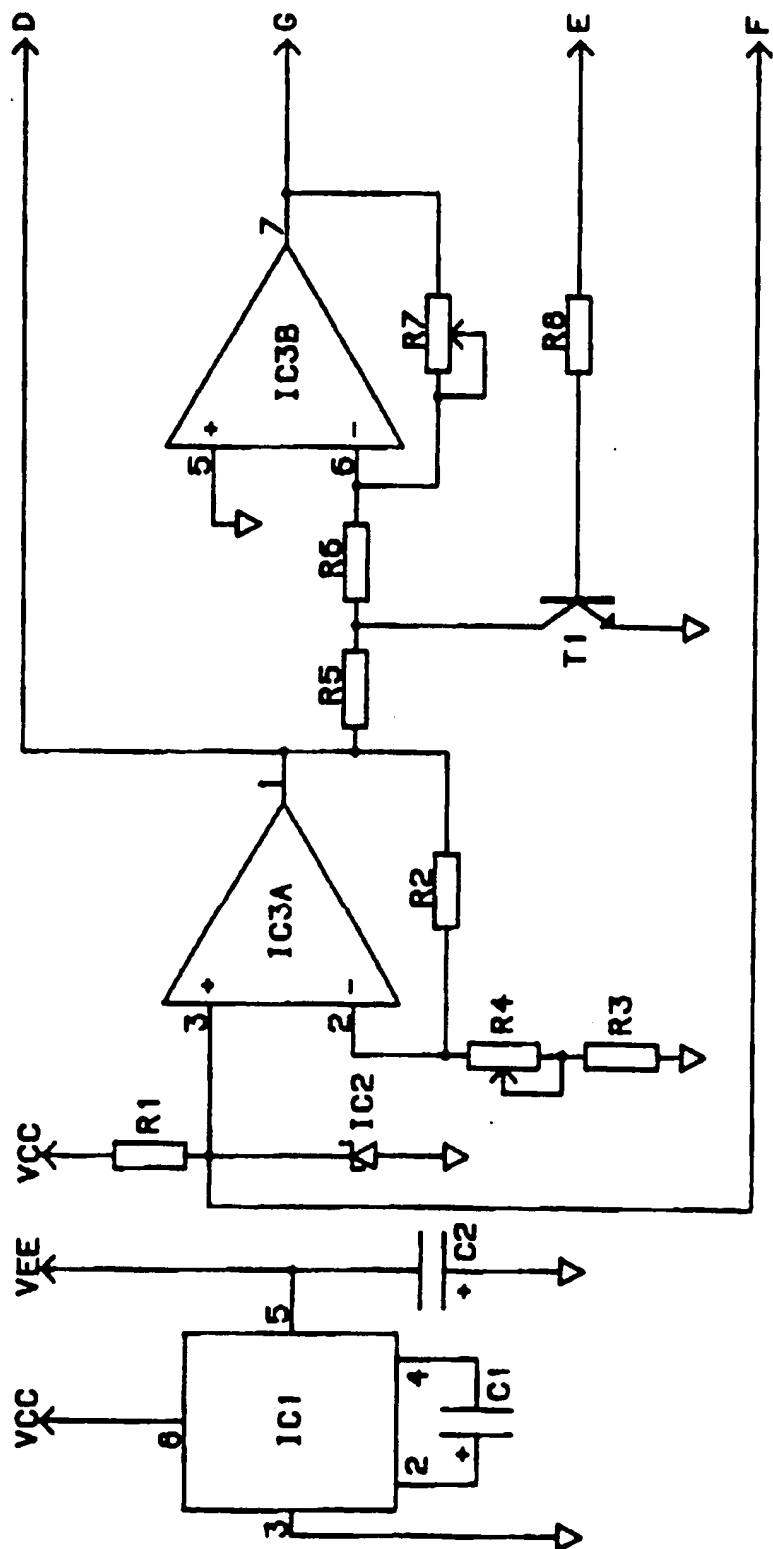 VCC
8
IC1
3
5
2
4
+
C1
VEE
+
C2
VCC
R1
IC2
3
2
+
-
IC3A
1
R2
R4
R3
R5
R6
T1
5
6
+
-
IC3B
7
R7
R8
D
G
E
F